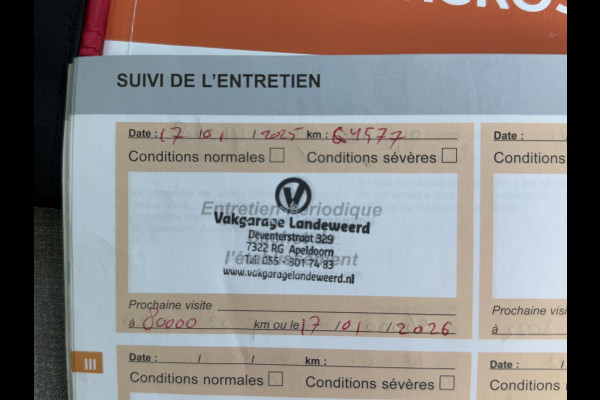 SUIVI DE L'ENTRETIEN
Date : 17 / 01 / 2025 km : 64577
Conditions normales Conditions sévères
Entretien Périodique
Vakgarage Landeweerd
Deventerstraat 329
7322 RG Apeldoorn
Tel. 055 - 301 74 83
www.vakgaragelandeweerd.nl
Prochaine visite
à 80000 km ou le 17 / 01 / 2026
Date : / / km :
Conditions normales Conditions sévères
Date :
Conditions
Prochaine visi
à
Date : /
Conditions
III